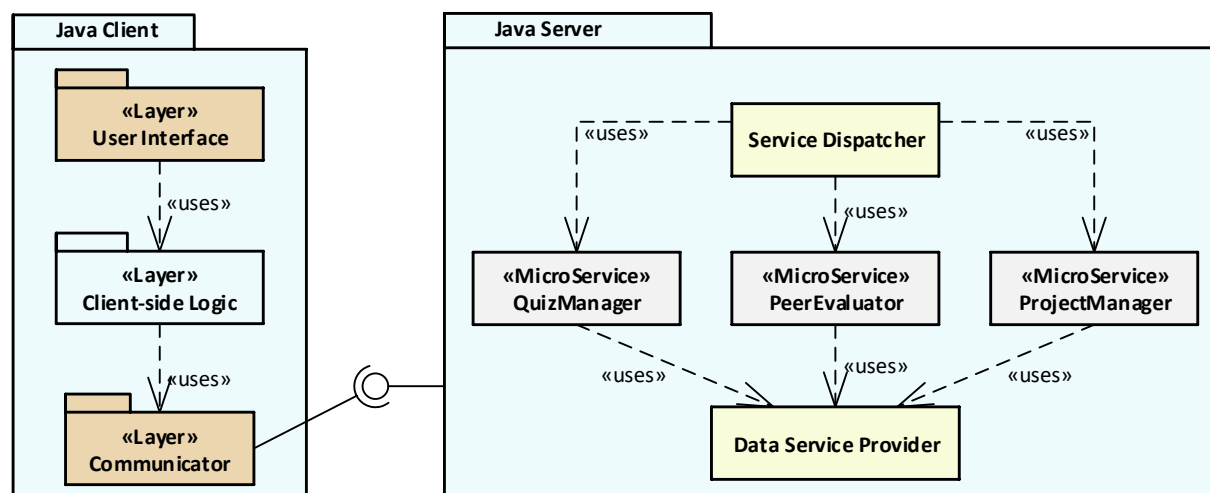 Java Client
«Layer»
User Interface
«uses»
«Layer»
Client-side Logic
«uses»
«Layer»
Communicator
Java Server
Service Dispatcher
«uses»
«uses»
«uses»
«MicroService»
QuizManager
«MicroService»
PeerEvaluator
«MicroService»
ProjectManager
«uses»
«uses»
«uses»
Data Service Provider